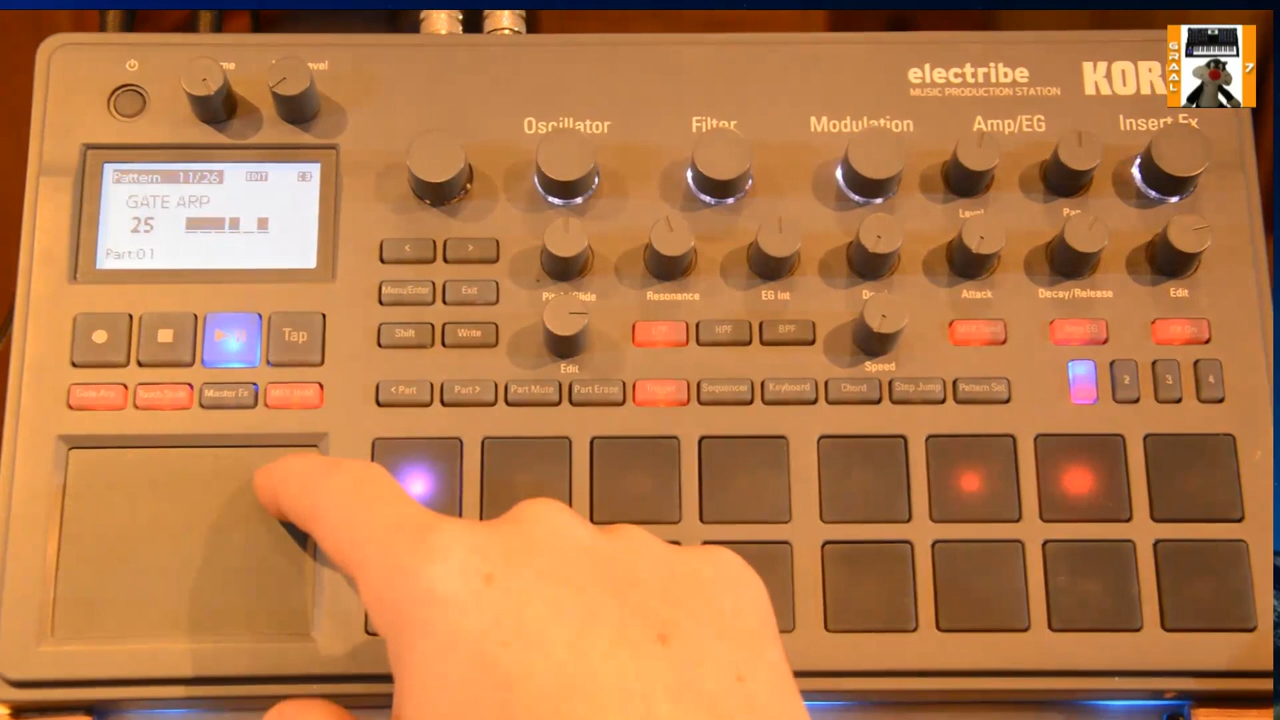 electribe
KOR
MUSIC PRODUCTION STATION
GRAAL
7
Oscillator
Filter
Modulation
Amp/EG
Insert Fx
Pattern 11/26 EDIT
GATE ARP
25
Part:01
Level
Pan
<
>
Menu/Enter
Exit
Resonance
EG Int
Attack
Decay/Release
Edit
Shift
Write
HPF
BPF
Tap
Edit
Speed
Master Fx
< Part
Part >
Part Mute
Part Erase
Trigger
Sequencer
Keyboard
Chord
Step Jump
Pattern Set
2
3
4